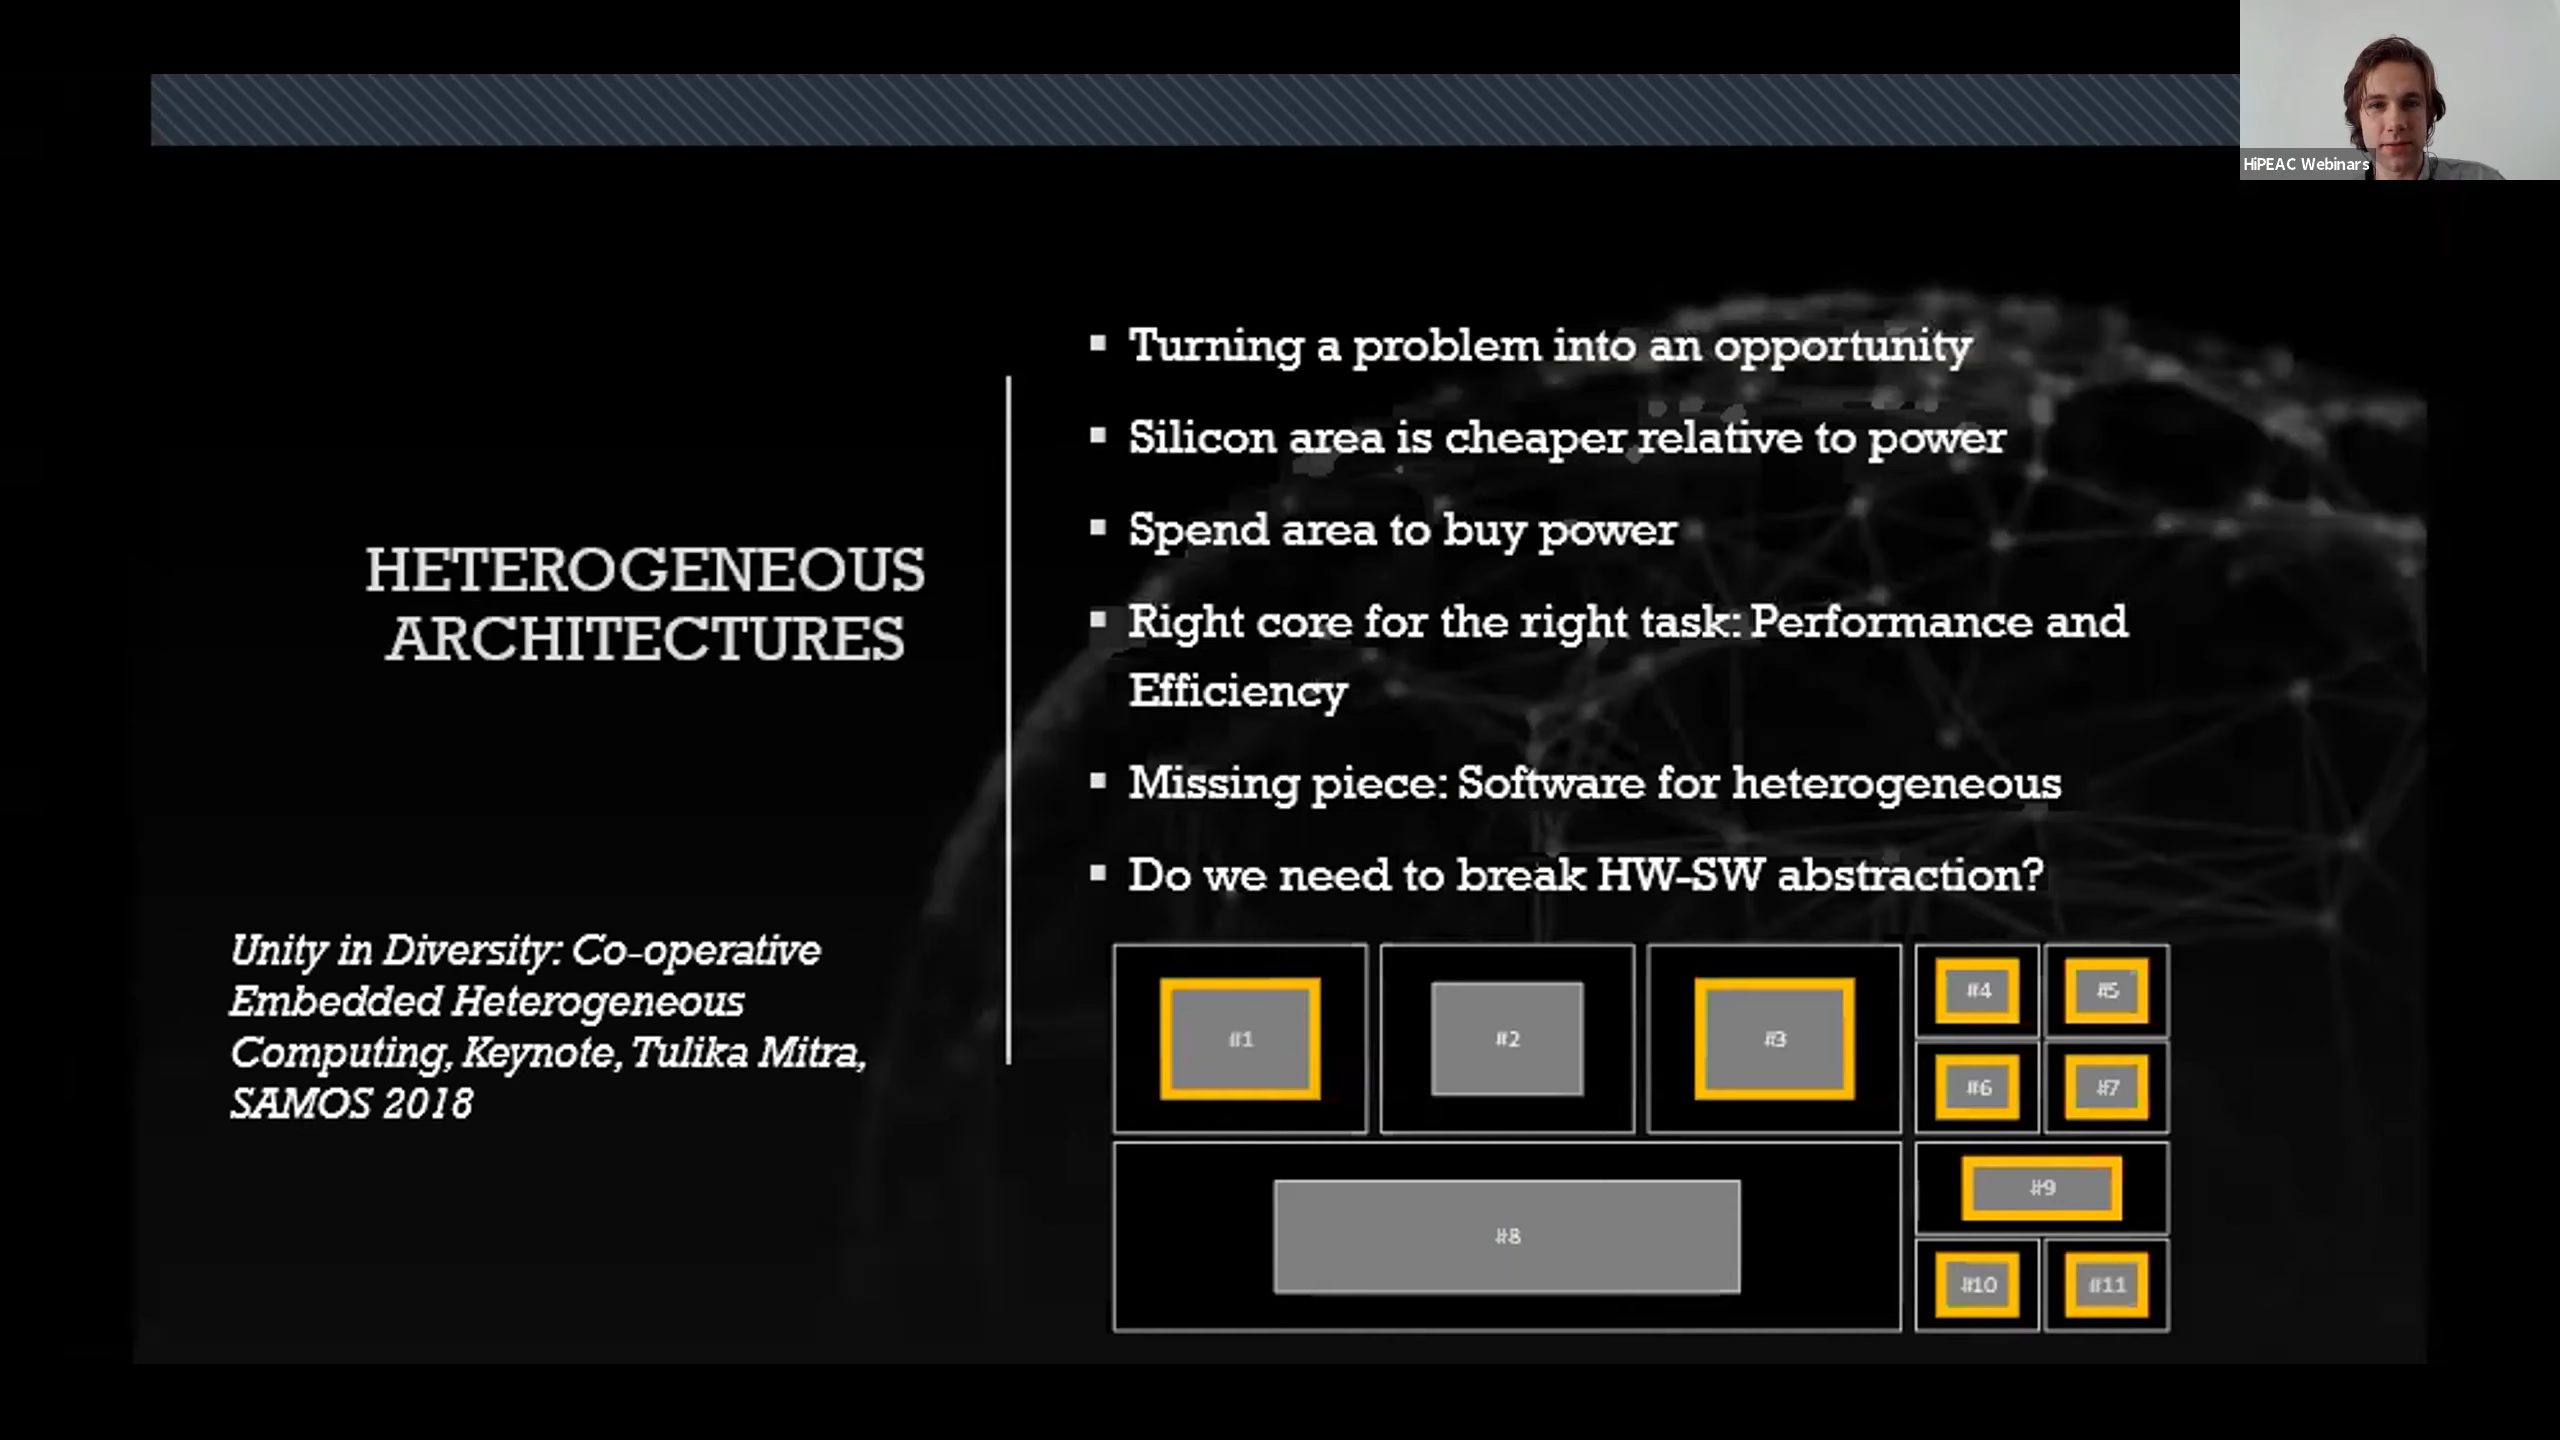 HiPEAC Webinars
HETEROGENEOUS
ARCHITECTURES
Unity in Diversity: Co-operative
Embedded Heterogeneous
Computing, Keynote, Tulika Mitra,
SAMOS 2018
▪ Turning a problem into an opportunity
▪ Silicon area is cheaper relative to power
▪ Spend area to buy power
▪ Right core for the right task: Performance and
Efficiency
▪ Missing piece: Software for heterogeneous
▪ Do we need to break HW-SW abstraction?
#1
#2
#3
#4
#5
#6
#7
#8
#9
#10
#11